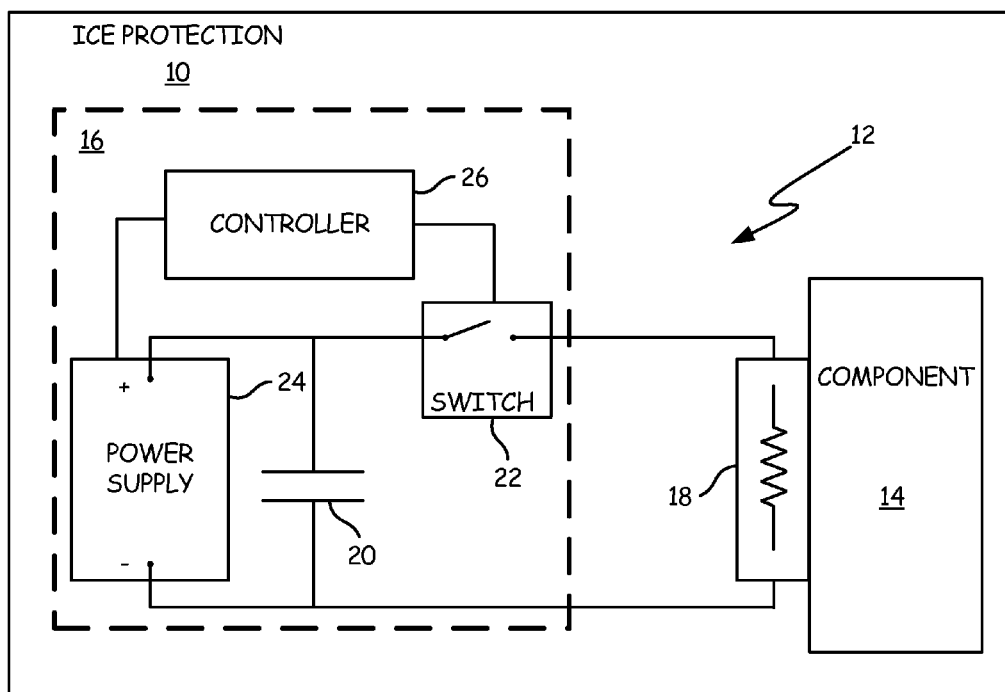 ICE PROTECTION
10
16
12
26
CONTROLLER
+
24
SWITCH
COMPONENT
POWER
SUPPLY
22
18
14
20
-